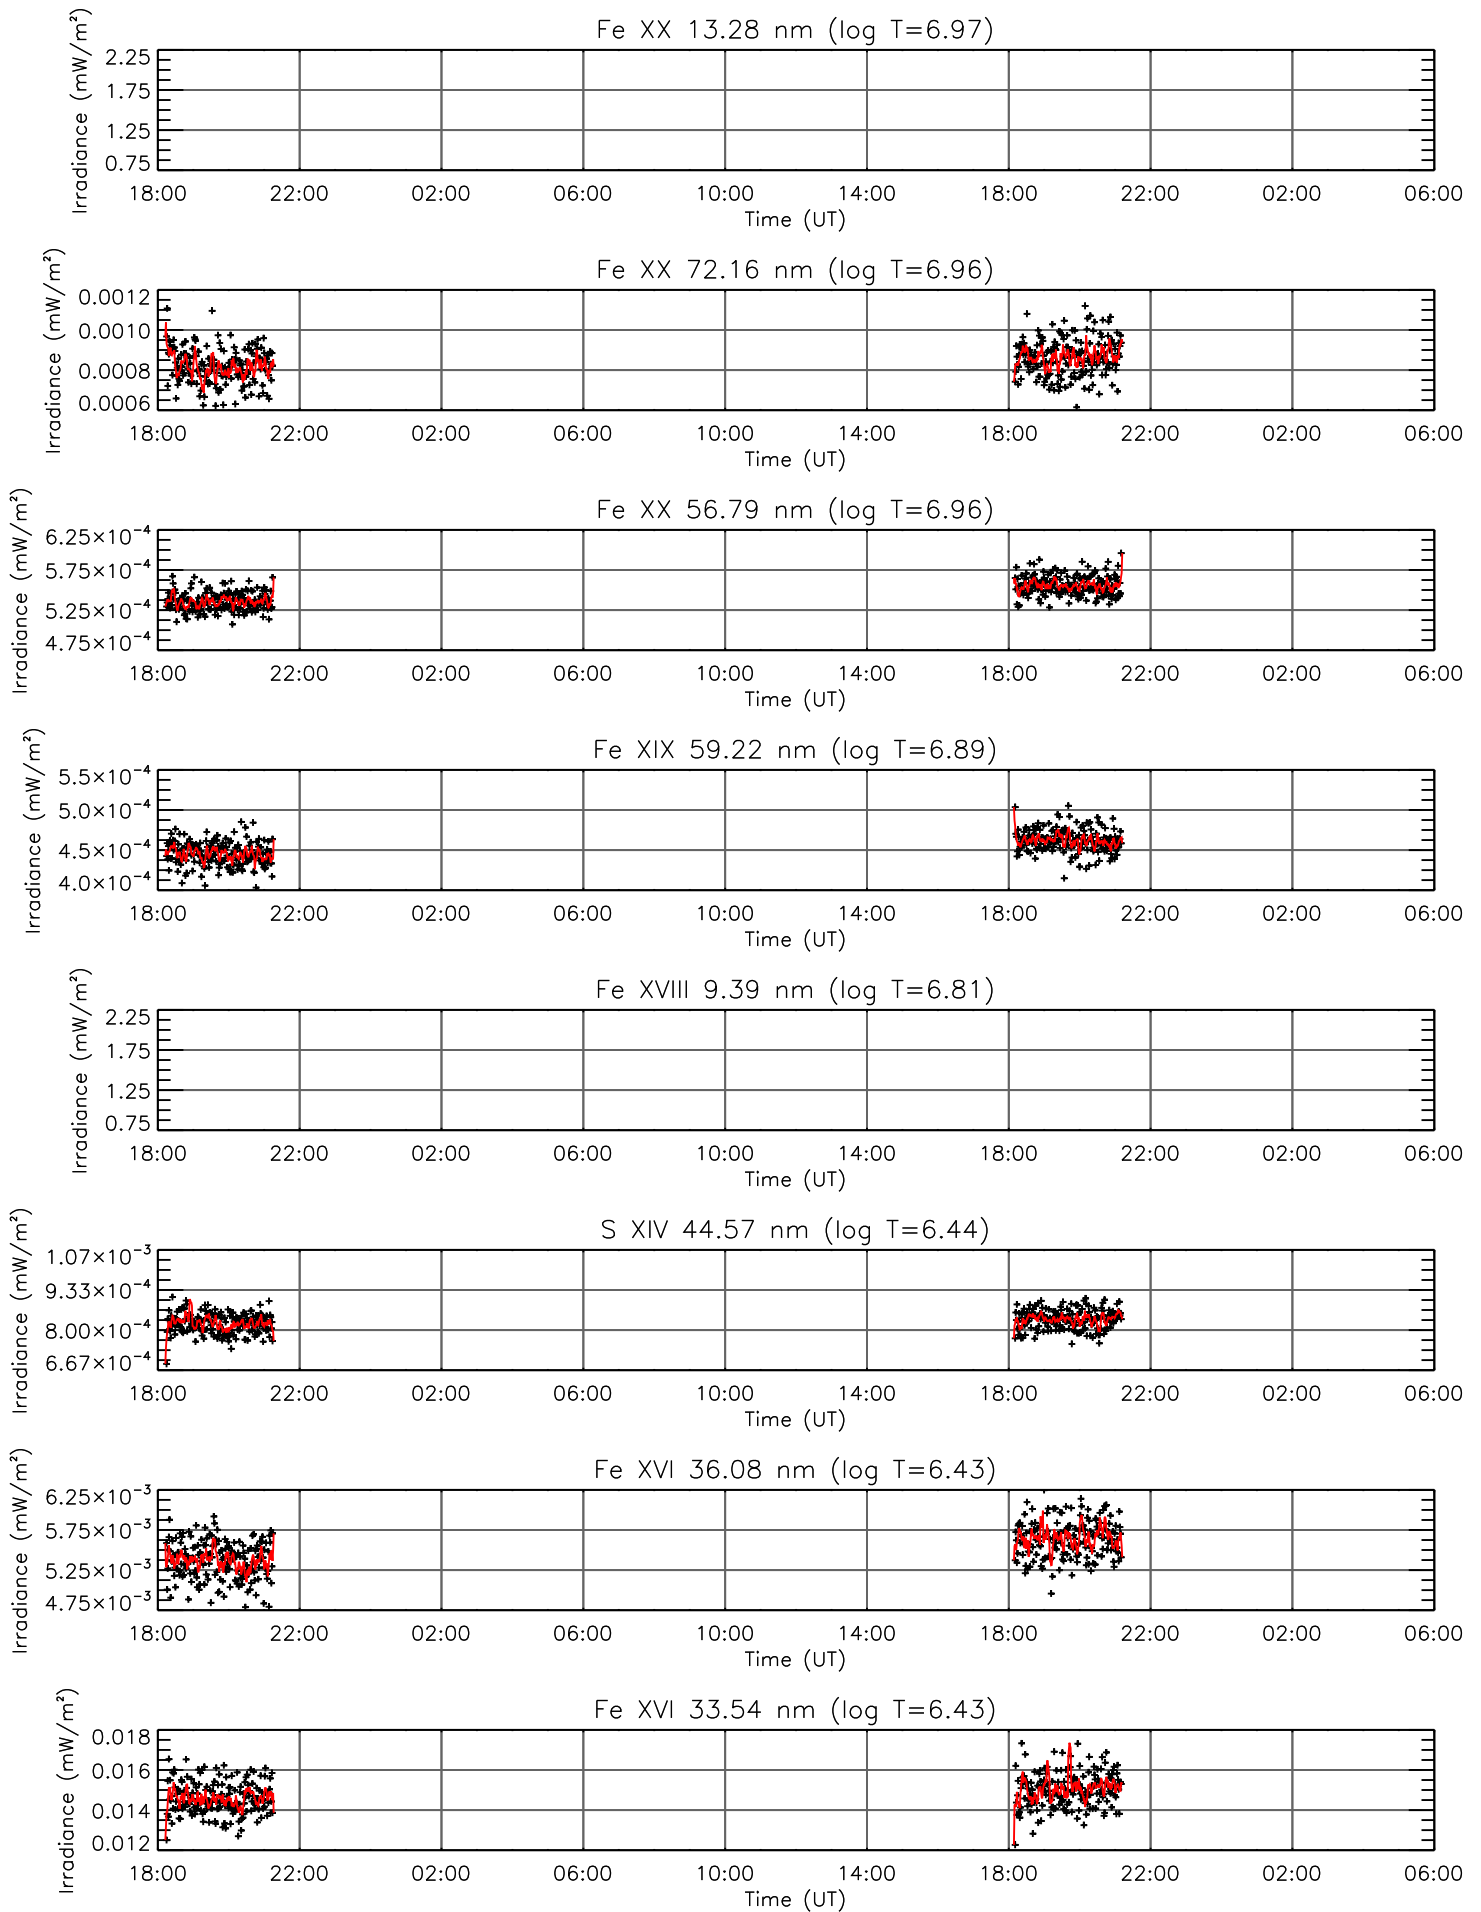 Fe XX 13.28 nm (log T=6.97)
Irradiance (mW/m²)
2.25
1.75
1.25
0.75
18:00 22:00 02:00 06:00 10:00 14:00 18:00 22:00 02:00 06:00
Time (UT)
Fe XX 72.16 nm (log T=6.96)
Irradiance (mW/m²)
0.0012
0.0010
0.0008
0.0006
18:00 22:00 02:00 06:00 10:00 14:00 18:00 22:00 02:00 06:00
Time (UT)
Fe XX 56.79 nm (log T=6.96)
Irradiance (mW/m²)
6.25×10⁻⁴
5.75×10⁻⁴
5.25×10⁻⁴
4.75×10⁻⁴
18:00 22:00 02:00 06:00 10:00 14:00 18:00 22:00 02:00 06:00
Time (UT)
Fe XIX 59.22 nm (log T=6.89)
Irradiance (mW/m²)
5.5×10⁻⁴
5.0×10⁻⁴
4.5×10⁻⁴
4.0×10⁻⁴
18:00 22:00 02:00 06:00 10:00 14:00 18:00 22:00 02:00 06:00
Time (UT)
Fe XVIII 9.39 nm (log T=6.81)
Irradiance (mW/m²)
2.25
1.75
1.25
0.75
18:00 22:00 02:00 06:00 10:00 14:00 18:00 22:00 02:00 06:00
Time (UT)
S XIV 44.57 nm (log T=6.44)
Irradiance (mW/m²)
1.07×10⁻³
9.33×10⁻⁴
8.00×10⁻⁴
6.67×10⁻⁴
18:00 22:00 02:00 06:00 10:00 14:00 18:00 22:00 02:00 06:00
Time (UT)
Fe XVI 36.08 nm (log T=6.43)
Irradiance (mW/m²)
6.25×10⁻³
5.75×10⁻³
5.25×10⁻³
4.75×10⁻³
18:00 22:00 02:00 06:00 10:00 14:00 18:00 22:00 02:00 06:00
Time (UT)
Fe XVI 33.54 nm (log T=6.43)
Irradiance (mW/m²)
0.018
0.016
0.014
0.012
18:00 22:00 02:00 06:00 10:00 14:00 18:00 22:00 02:00 06:00
Time (UT)